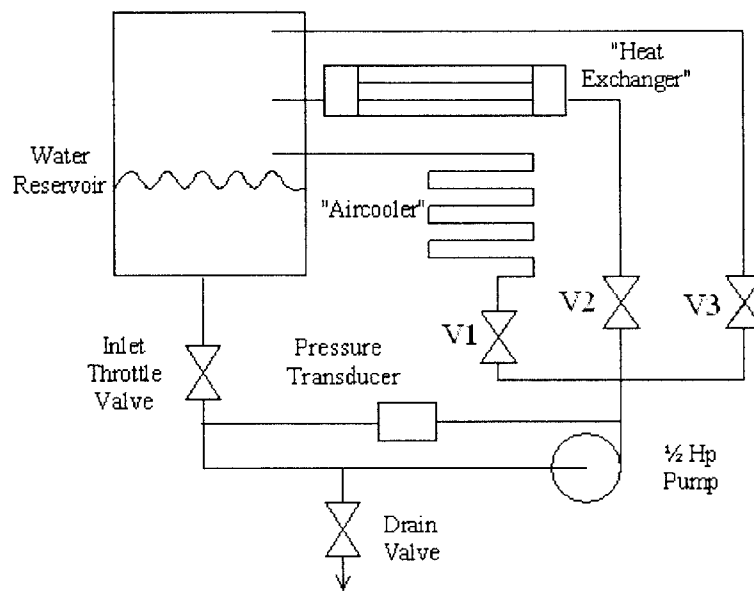 "Heat
Exchanger"
Water
Reservoir
"Aircooler"
V1
V2
V3
Inlet
Throttle
Valve
Pressure
Transducer
½ Hp
Pump
Drain
Valve